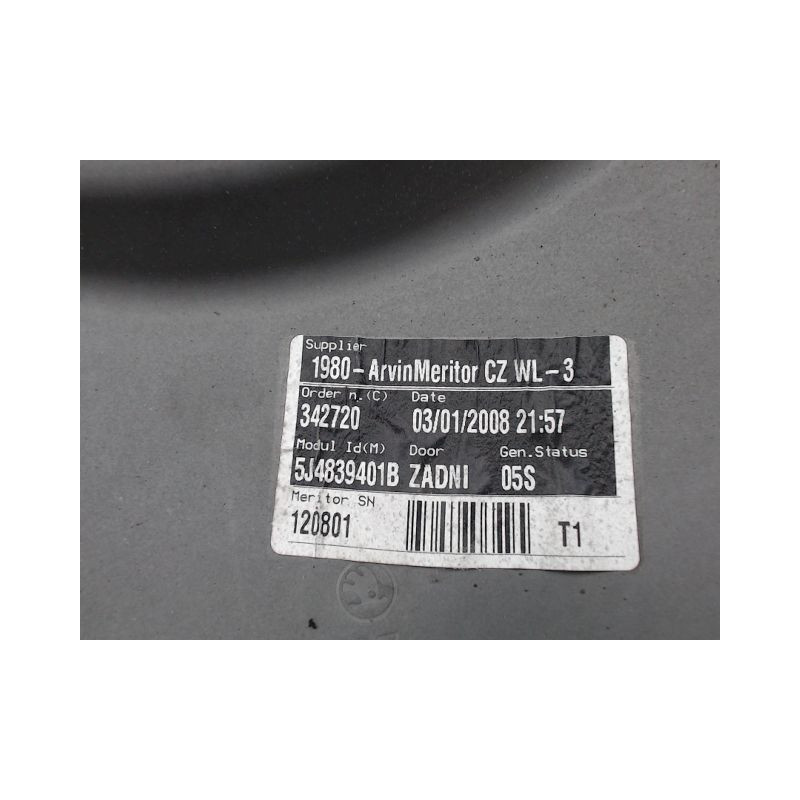 Supplier
1980-ArvinMeritor CZ WL-3
Order n.(C) Date
342720 03/01/2008 21:57
Modul Id(M) Door Gen.Status
5J4839401B ZADNI 05S
Meritor SN
120801 T1